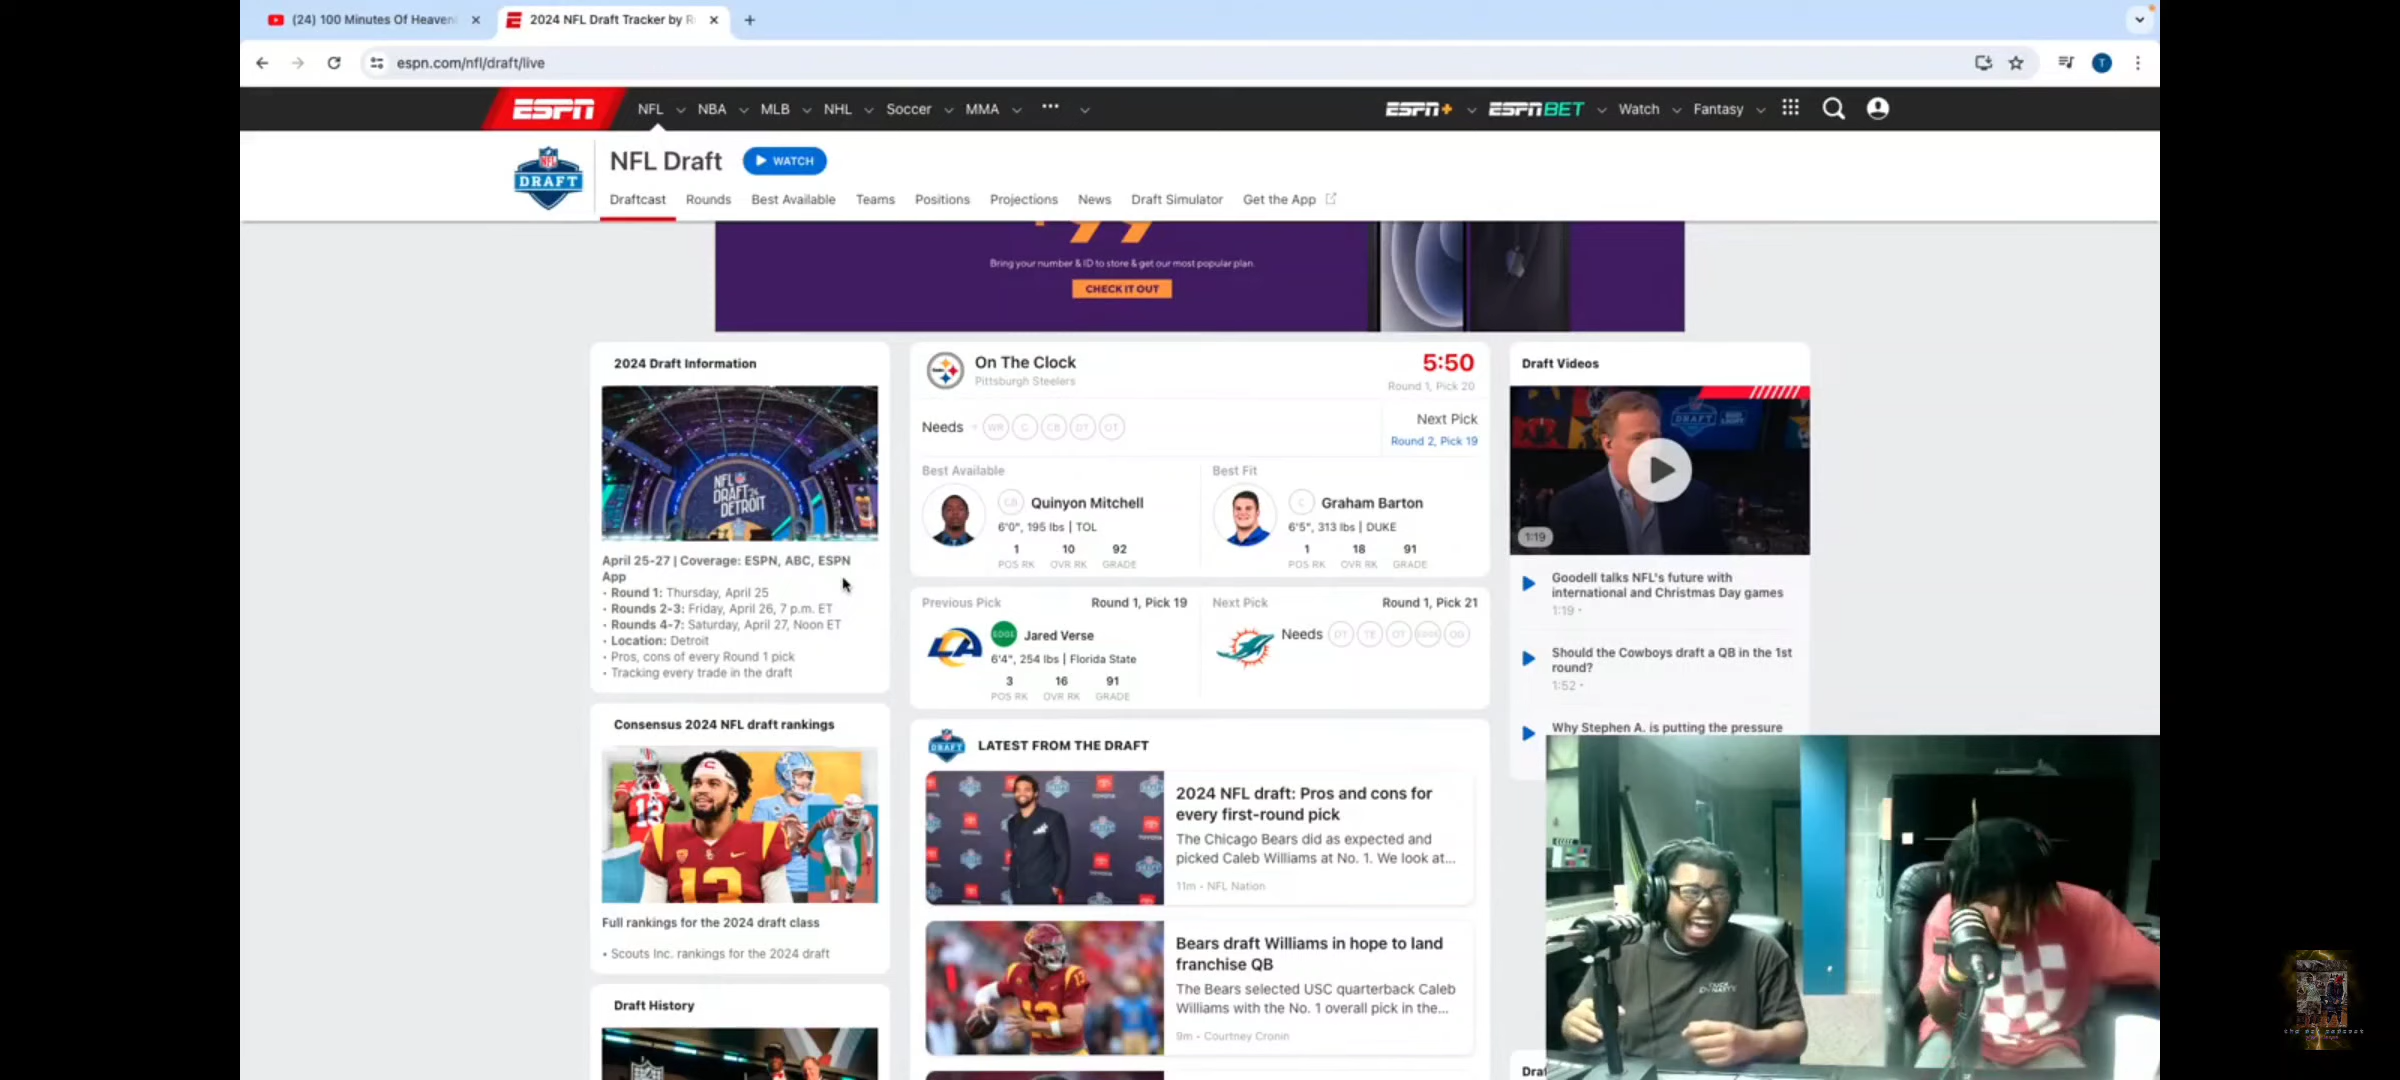 (24) 100 Minutes Of Heaven
2024 NFL Draft Tracker by R
espn.com/nfl/draft/live
T
ESPN
NFL
NBA
MLB
NHL
Soccer
MMA
ESPN+
ESPN BET
Watch
Fantasy
NFL
DRAFT
NFL Draft
WATCH
Draftcast
Rounds
Best Available
Teams
Positions
Projections
News
Draft Simulator
Get the App
Bring your number & ID to store & get our most popular plan.
CHECK IT OUT
2024 Draft Information
NFL
DRAFT 24
DETROIT
April 25-27 | Coverage: ESPN, ABC, ESPN
App
• Round 1: Thursday, April 25
• Rounds 2-3: Friday, April 26, 7 p.m. ET
• Rounds 4-7: Saturday, April 27, Noon ET
• Location: Detroit
• Pros, cons of every Round 1 pick
• Tracking every trade in the draft
Consensus 2024 NFL draft rankings
Full rankings for the 2024 draft class
• Scouts Inc. rankings for the 2024 draft
Draft History
On The Clock
Pittsburgh Steelers
5:50
Round 1, Pick 20
Needs
WR
C
CB
DT
OT
Next Pick
Round 2, Pick 19
Best Available
CB
Quinyon Mitchell
6'0", 195 lbs | TOL
1
10
92
POS RK
OVR RK
GRADE
Best Fit
C
Graham Barton
6'5", 313 lbs | DUKE
1
18
91
POS RK
OVR RK
GRADE
Previous Pick
Round 1, Pick 19
EDGE
Jared Verse
6'4", 254 lbs | Florida State
3
16
91
POS RK
OVR RK
GRADE
Next Pick
Round 1, Pick 21
Needs
DT
TE
OT
EDGE
OG
DRAFT
LATEST FROM THE DRAFT
2024 NFL draft: Pros and cons for
every first-round pick
The Chicago Bears did as expected and
picked Caleb Williams at No. 1. We look at...
11m - NFL Nation
Bears draft Williams in hope to land
franchise QB
The Bears selected USC quarterback Caleb
Williams with the No. 1 overall pick in the...
9m - Courtney Cronin
Draft Videos
1:19
Goodell talks NFL's future with
international and Christmas Day games
1:19 •
Should the Cowboys draft a QB in the 1st
round?
1:52 •
Why Stephen A. is putting the pressure
DUCK
DYNASTY
Draf